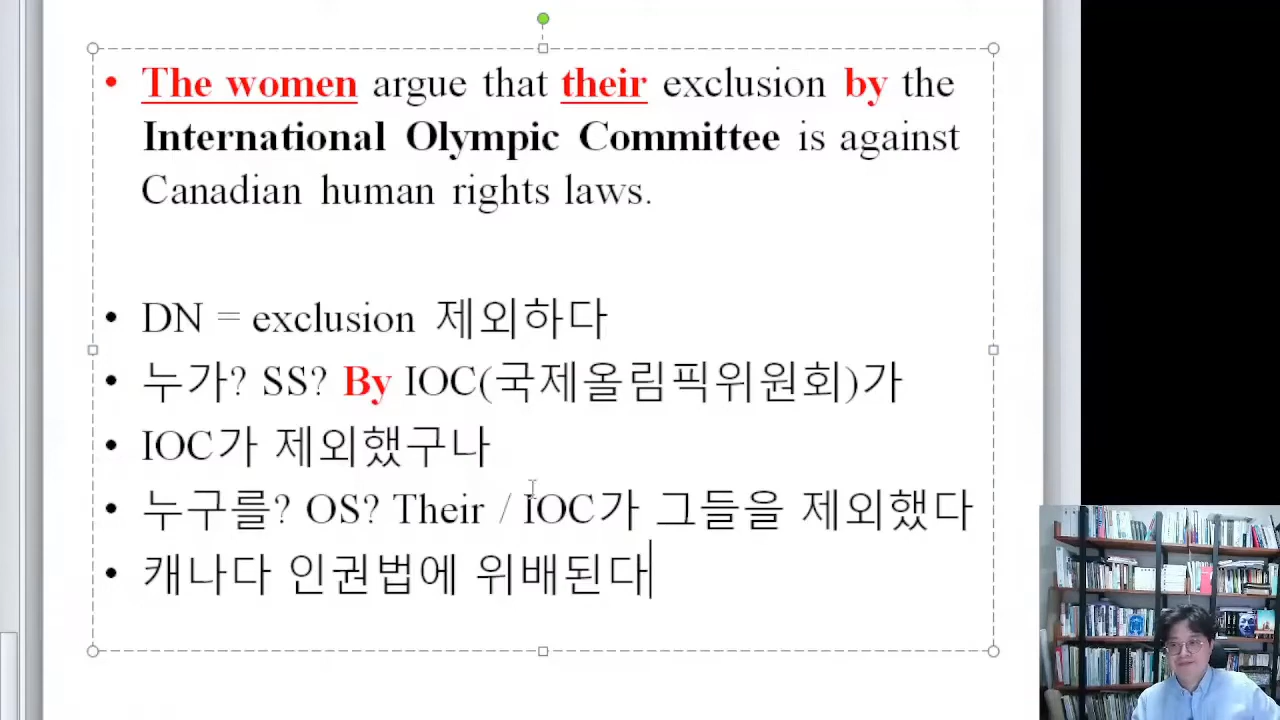 • The women argue that their exclusion by the
International Olympic Committee is against
Canadian human rights laws.
• DN = exclusion 제외하다
• 누가? SS? By IOC(국제올림픽위원회)가
• IOC가 제외했구나
• 누구를? OS? Their / IOC가 그들을 제외했다
• 캐나다 인권법에 위배된다